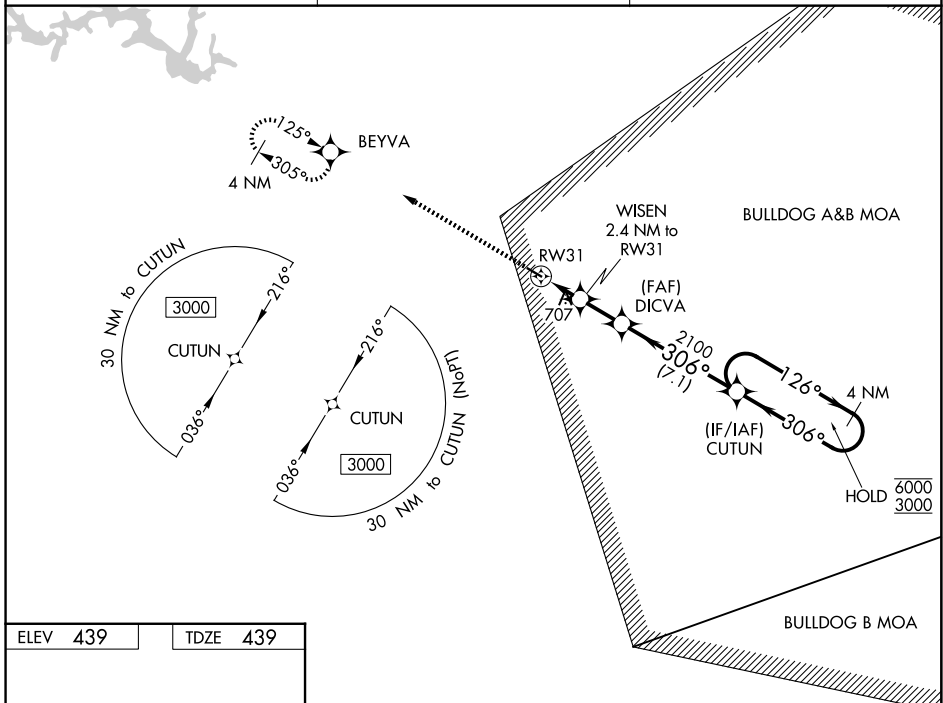 125°
BEYVA
305°
4 NM
WISEN
2.4 NM to
RW31
BULLDOG A&B MOA
RW31
(FAF)
DICVA
707
2100
306°
(7.1)
126°
4 NM
306°
(IF/IAF)
CUTUN
HOLD 6000
3000
30 NM to CUTUN
216°
3000
CUTUN
036°
216°
CUTUN
036°
3000
30 NM to CUTUN (NoPT)
BULLDOG B MOA
ELEV 439
TDZE 439